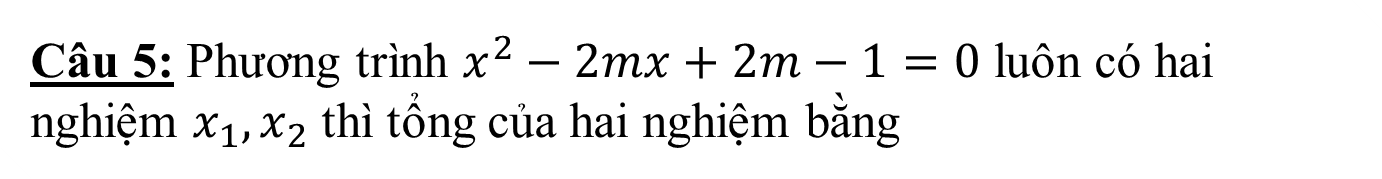 Câu 5: Phương trình x² − 2mx + 2m − 1 = 0 luôn có hai
nghiệm x₁, x₂ thì tổng của hai nghiệm bằng